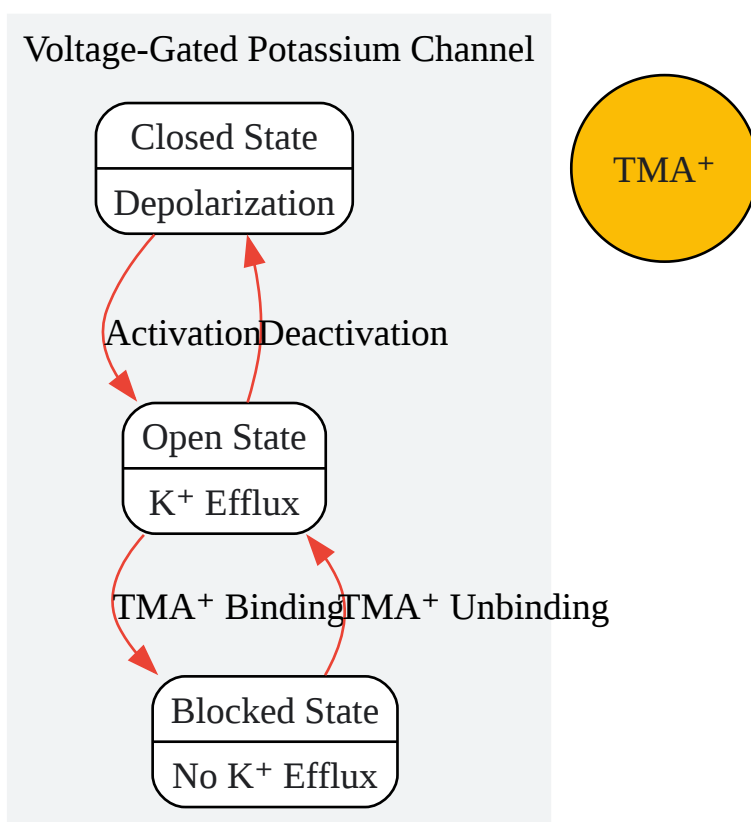 Voltage-Gated Potassium Channel
Closed State
Depolarization
TMA⁺
Activation
Deactivation
Open State
K⁺ Efflux
TMA⁺ Binding
TMA⁺ Unbinding
Blocked State
No K⁺ Efflux